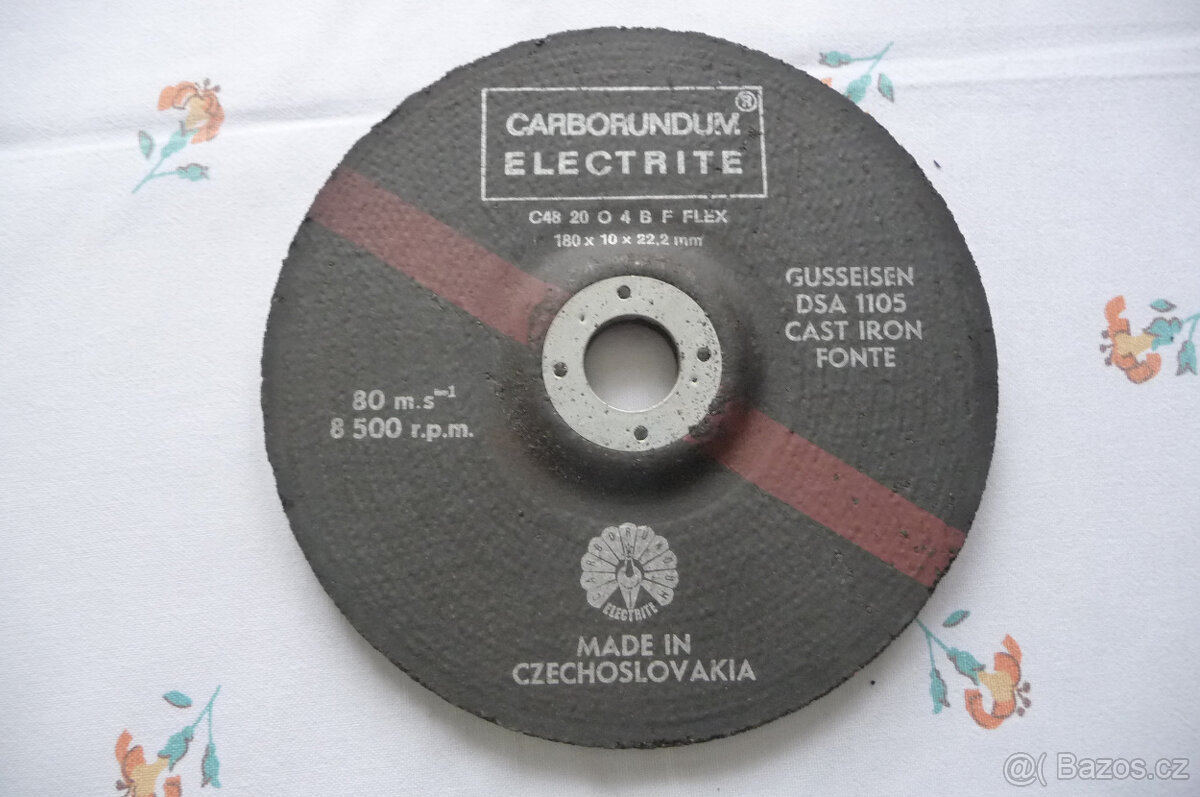 CARBORUNDUM®
ELECTRITE
C48 20 O 4 B F FLEX
180 x 10 x 22,2 mm
GUSSEISEN
DSA 1105
CAST IRON
FONTE
80 m.s⁻¹
8 500 r.p.m.
CARBORUNDUM
ELECTRITE
MADE IN
CZECHOSLOVAKIA
@( Bazos.cz